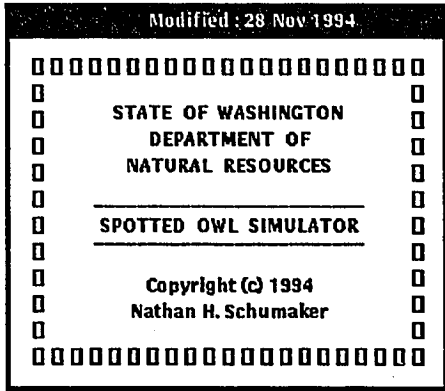 Modified : 28 Nov 1994
STATE OF WASHINGTON
DEPARTMENT OF
NATURAL RESOURCES
SPOTTED OWL SIMULATOR
Copyright (c) 1994
Nathan H. Schumaker